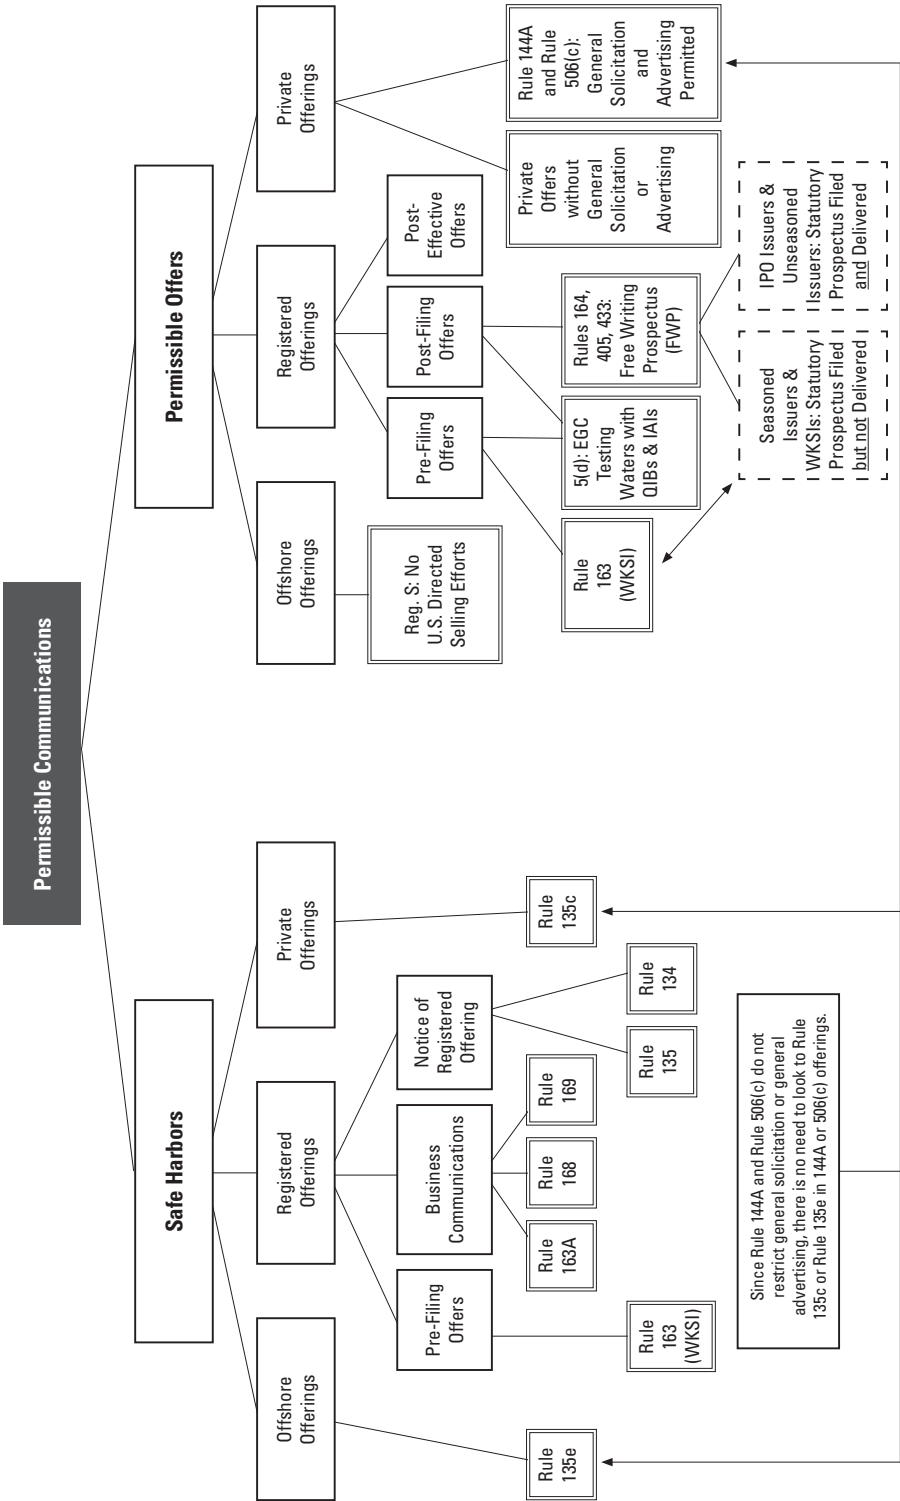 Permissible Communications
Safe Harbors
Permissible Offers
Offshore
Offerings
Registered
Offerings
Private
Offerings
Offshore
Offerings
Registered
Offerings
Private
Offerings
Pre-Filing
Offers
Business
Communications
Notice of
Registered
Offering
Reg. S: No
U.S. Directed
Selling Efforts
Pre-Filing
Offers
Post-Filing
Offers
Post-
Effective
Offers
Rule
135e
Rule
163A
Rule
168
Rule
169
Rule
135c
Rule
163
(WKSI)
Rule
135
Rule
134
Rule
163
(WKSI)
5(d): EGC
Testing
Waters with
QIBs & IAIs
Rules 164,
405, 433:
Free Writing
Prospectus
(FWP)
Private
Offers
without
General
Solicitation
or
Advertising
Rule 144A
and Rule
506(c):
General
Solicitation
and
Advertising
Permitted
Since Rule 144A and Rule 506(c) do not
restrict general solicitation or general
advertising, there is no need to look to Rule
135c or Rule 135e in 144A or 506(c) offerings.
Seasoned
Issuers &
WKSIs: Statutory
Prospectus Filed
but not Delivered
IPO Issuers &
Unseasoned
Issuers: Statutory
Prospectus Filed
and Delivered